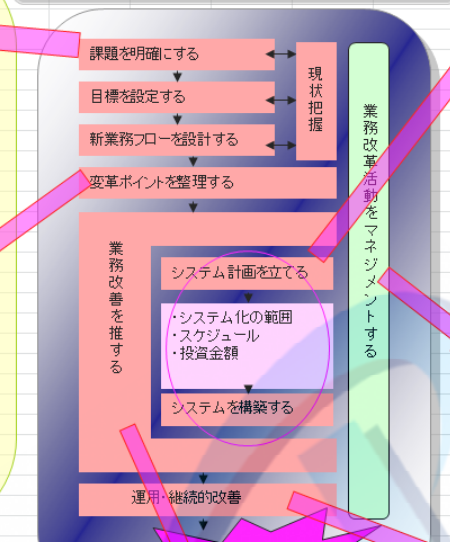 課題を明確にする
現状把握
目標を設定する
新業務フローを設計する
変革ポイントを整理する
業務改革活動をマネジメントする
業務改善を推する
システム計画を立てる
・システム化の範囲
・スケジュール
・投資金額
システムを構築する
運用・継続的改善